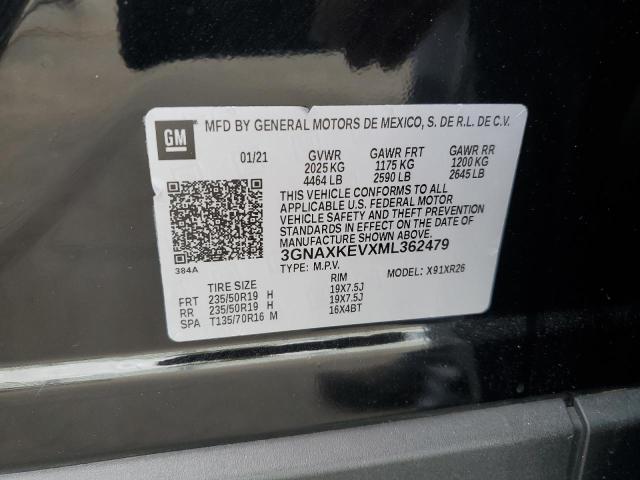 GM MFD BY GENERAL MOTORS DE MEXICO, S. DE R.L. DE C.V.
01/21 GVWR GAWR FRT GAWR RR
2025 KG 1175 KG 1200 KG
4464 LB 2590 LB 2645 LB
THIS VEHICLE CONFORMS TO ALL
APPLICABLE U.S. FEDERAL MOTOR
VEHICLE SAFETY AND THEFT PREVENTION
STANDARDS IN EFFECT ON THE DATE OF
MANUFACTURE SHOWN ABOVE.
3GNAXKEVXML362479
384A TYPE: M.P.V. MODEL: X91XR26
TIRE SIZE RIM
FRT 235/50R19 H 19X7.5J
RR 235/50R19 H 19X7.5J
SPA T135/70R16 M 16X4BT